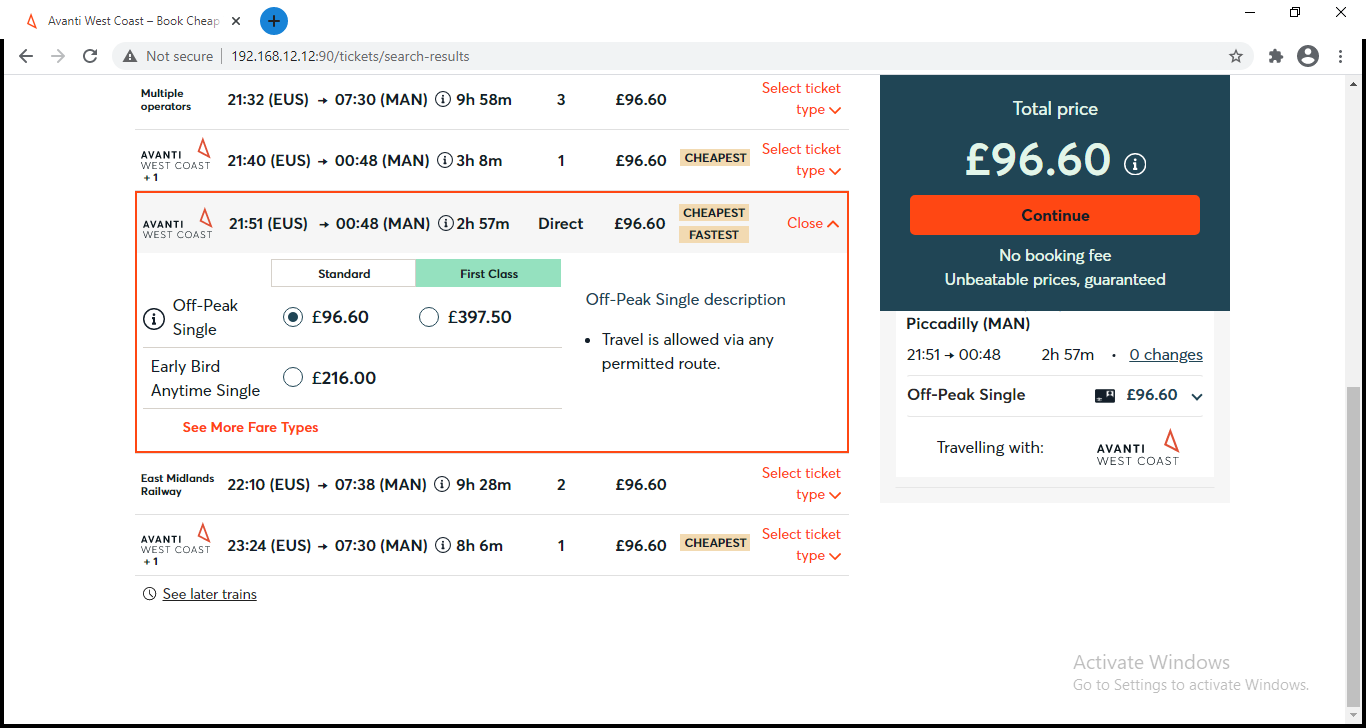 Avanti West Coast – Book Cheap
Not secure
192.168.12.12:90/tickets/search-results
Multiple
operators
21:32 (EUS) → 07:30 (MAN) 9h 58m 3 £96.60
Select ticket
type
AVANTI
WEST COAST
+ 1
21:40 (EUS) → 00:48 (MAN) 3h 8m 1 £96.60 CHEAPEST
Select ticket
type
AVANTI
WEST COAST
21:51 (EUS) → 00:48 (MAN) 2h 57m Direct £96.60
CHEAPEST
FASTEST
Close
Standard First Class
Off-Peak
Single
£96.60 £397.50
Early Bird
Anytime Single
£216.00
See More Fare Types
Off-Peak Single description
• Travel is allowed via any
permitted route.
East Midlands
Railway
22:10 (EUS) → 07:38 (MAN) 9h 28m 2 £96.60
Select ticket
type
AVANTI
WEST COAST
+ 1
23:24 (EUS) → 07:30 (MAN) 8h 6m 1 £96.60 CHEAPEST
Select ticket
type
See later trains
Total price
£96.60
Continue
No booking fee
Unbeatable prices, guaranteed
Piccadilly (MAN)
21:51 → 00:48 2h 57m · 0 changes
Off-Peak Single £96.60
Travelling with:
AVANTI
WEST COAST
Activate Windows
Go to Settings to activate Windows.